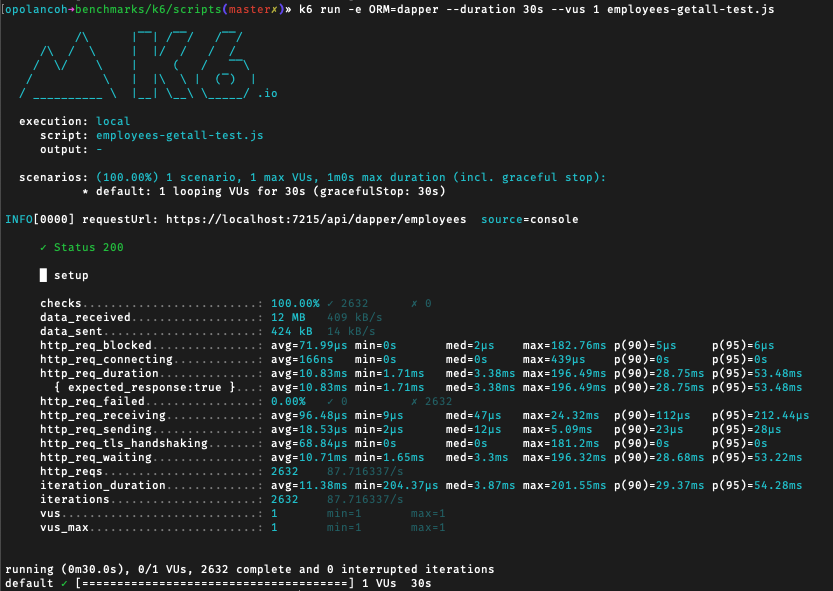 [opolancoh➜benchmarks/k6/scripts(master✗)» k6 run -e ORM=dapper --duration 30s --vus 1 employees-getall-test.js
          /\      |‾‾| /‾‾/   /‾‾/
     /\  /  \     |  |/  /   /  /
    /  \/    \    |     (   /   ‾‾\
   /          \   |  |\  \ |  (‾)  |
  / __________ \  |__| \__\ \_____/ .io
  execution: local
     script: employees-getall-test.js
     output: -
  scenarios: (100.00%) 1 scenario, 1 max VUs, 1m0s max duration (incl. graceful stop):
           * default: 1 looping VUs for 30s (gracefulStop: 30s)
INFO[0000] requestUrl: https://localhost:7215/api/dapper/employees  source=console
     ✓ Status 200
     █ setup
     checks.........................: 100.00% ✓ 2632      ✗ 0
     data_received..................: 12 MB   409 kB/s
     data_sent......................: 424 kB  14 kB/s
     http_req_blocked...............: avg=71.99µs min=0s       med=2µs    max=182.76ms p(90)=5µs     p(95)=6µs
     http_req_connecting............: avg=166ns   min=0s       med=0s     max=439µs    p(90)=0s      p(95)=0s
     http_req_duration..............: avg=10.83ms min=1.71ms   med=3.38ms max=196.49ms p(90)=28.75ms p(95)=53.48ms
       { expected_response:true }...: avg=10.83ms min=1.71ms   med=3.38ms max=196.49ms p(90)=28.75ms p(95)=53.48ms
     http_req_failed................: 0.00%   ✓ 0         ✗ 2632
     http_req_receiving.............: avg=96.48µs min=9µs      med=47µs   max=24.32ms  p(90)=112µs   p(95)=212.44µs
     http_req_sending...............: avg=18.53µs min=2µs      med=12µs   max=5.09ms   p(90)=23µs    p(95)=28µs
     http_req_tls_handshaking.......: avg=68.84µs min=0s       med=0s     max=181.2ms  p(90)=0s      p(95)=0s
     http_req_waiting...............: avg=10.71ms min=1.65ms   med=3.3ms  max=196.32ms p(90)=28.68ms p(95)=53.22ms
     http_reqs......................: 2632    87.716337/s
     iteration_duration.............: avg=11.38ms min=204.37µs med=3.87ms max=201.55ms p(90)=29.37ms p(95)=54.28ms
     iterations.....................: 2632    87.716337/s
     vus............................: 1       min=1       max=1
     vus_max........................: 1       min=1       max=1
running (0m30.0s), 0/1 VUs, 2632 complete and 0 interrupted iterations
default ✓ [======================================] 1 VUs  30s